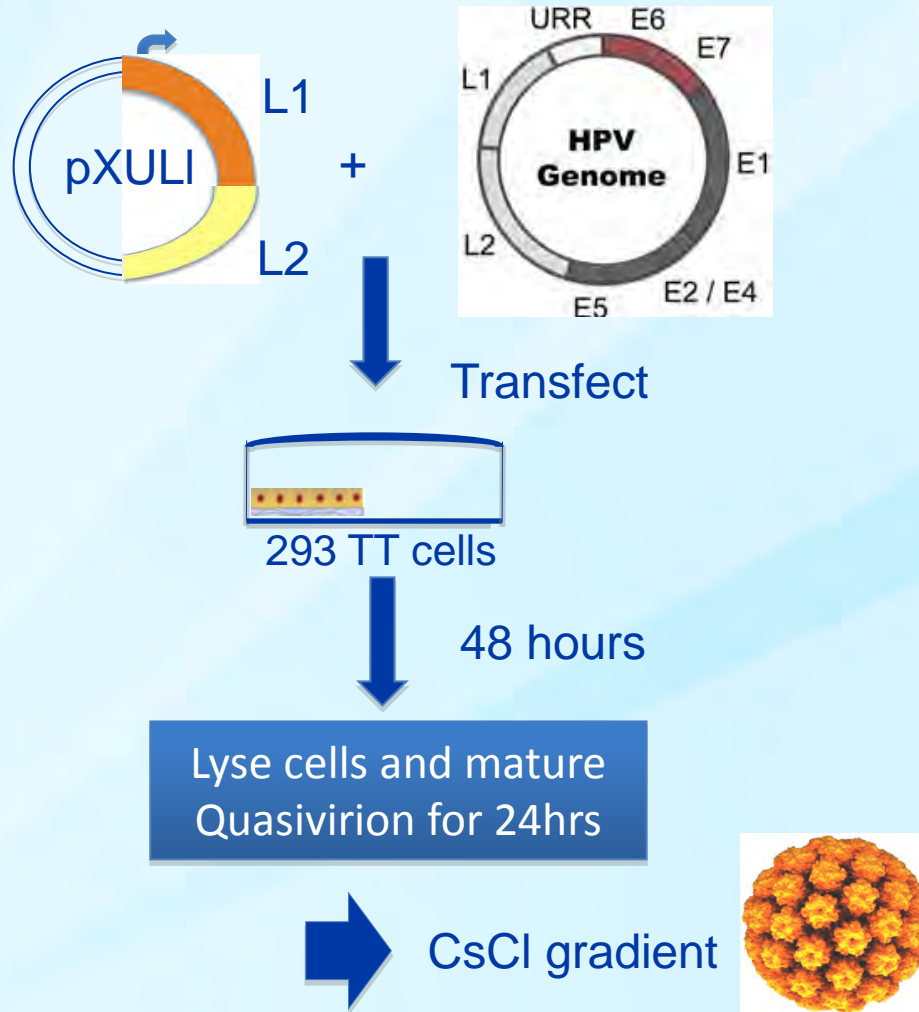 URR
E6
E7
L1
L1
pXULl
+
HPV
Genome
E1
L2
L2
E2 / E4
E5
Transfect
293 TT cells
48 hours
Lyse cells and mature
Quasivirion for 24hrs
CsCl gradient